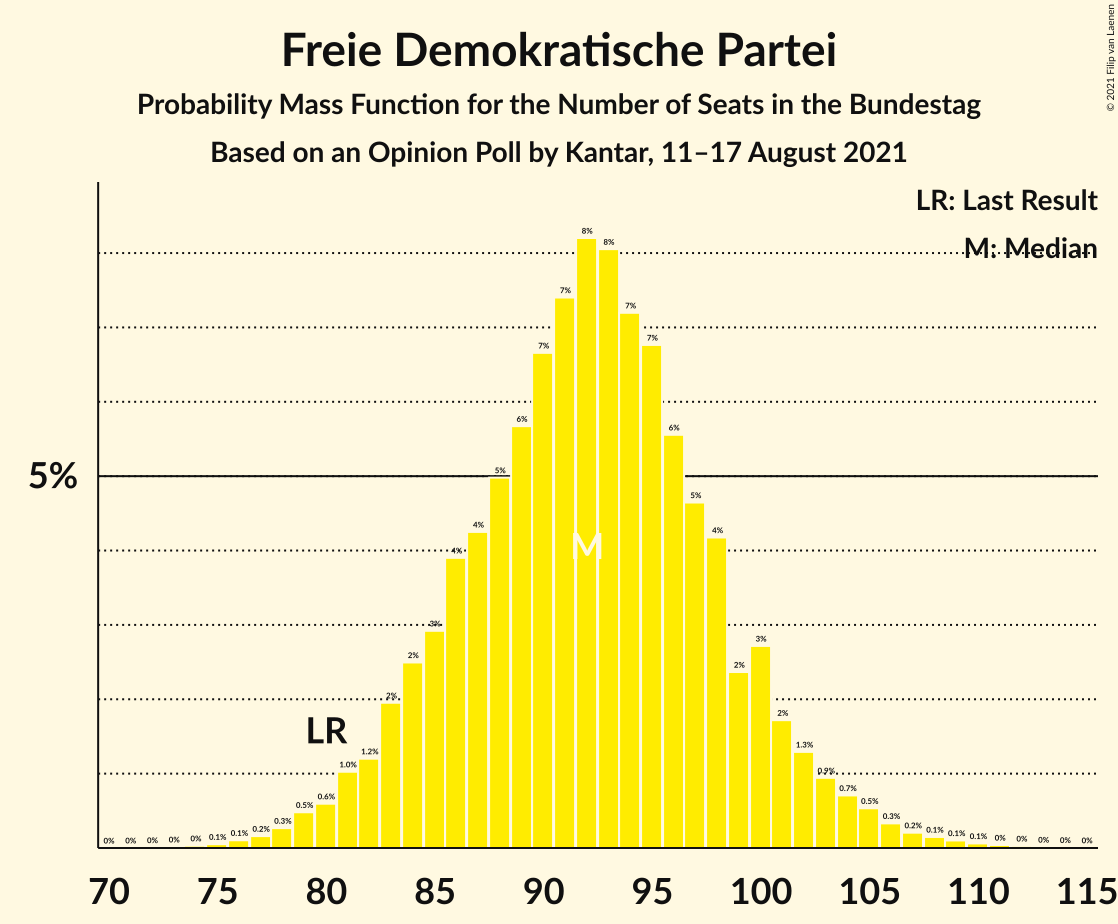 Freie Demokratische Partei
Probability Mass Function for the Number of Seats in the Bundestag
Based on an Opinion Poll by Kantar, 11–17 August 2021
© 2021 Filip van Laenen
LR: Last Result
M: Median
5%
LR
M
0% 0% 0% 0% 0% 0.1% 0.1% 0.2% 0.3% 0.5% 0.6% 1.0% 1.2% 2% 2% 3% 4% 4% 5% 6% 7% 7% 8% 8% 7% 7% 6% 5% 4% 2% 3% 2% 1.3% 0.9% 0.7% 0.5% 0.3% 0.2% 0.1% 0.1% 0.1% 0% 0% 0% 0% 0%
70 75 80 85 90 95 100 105 110 115